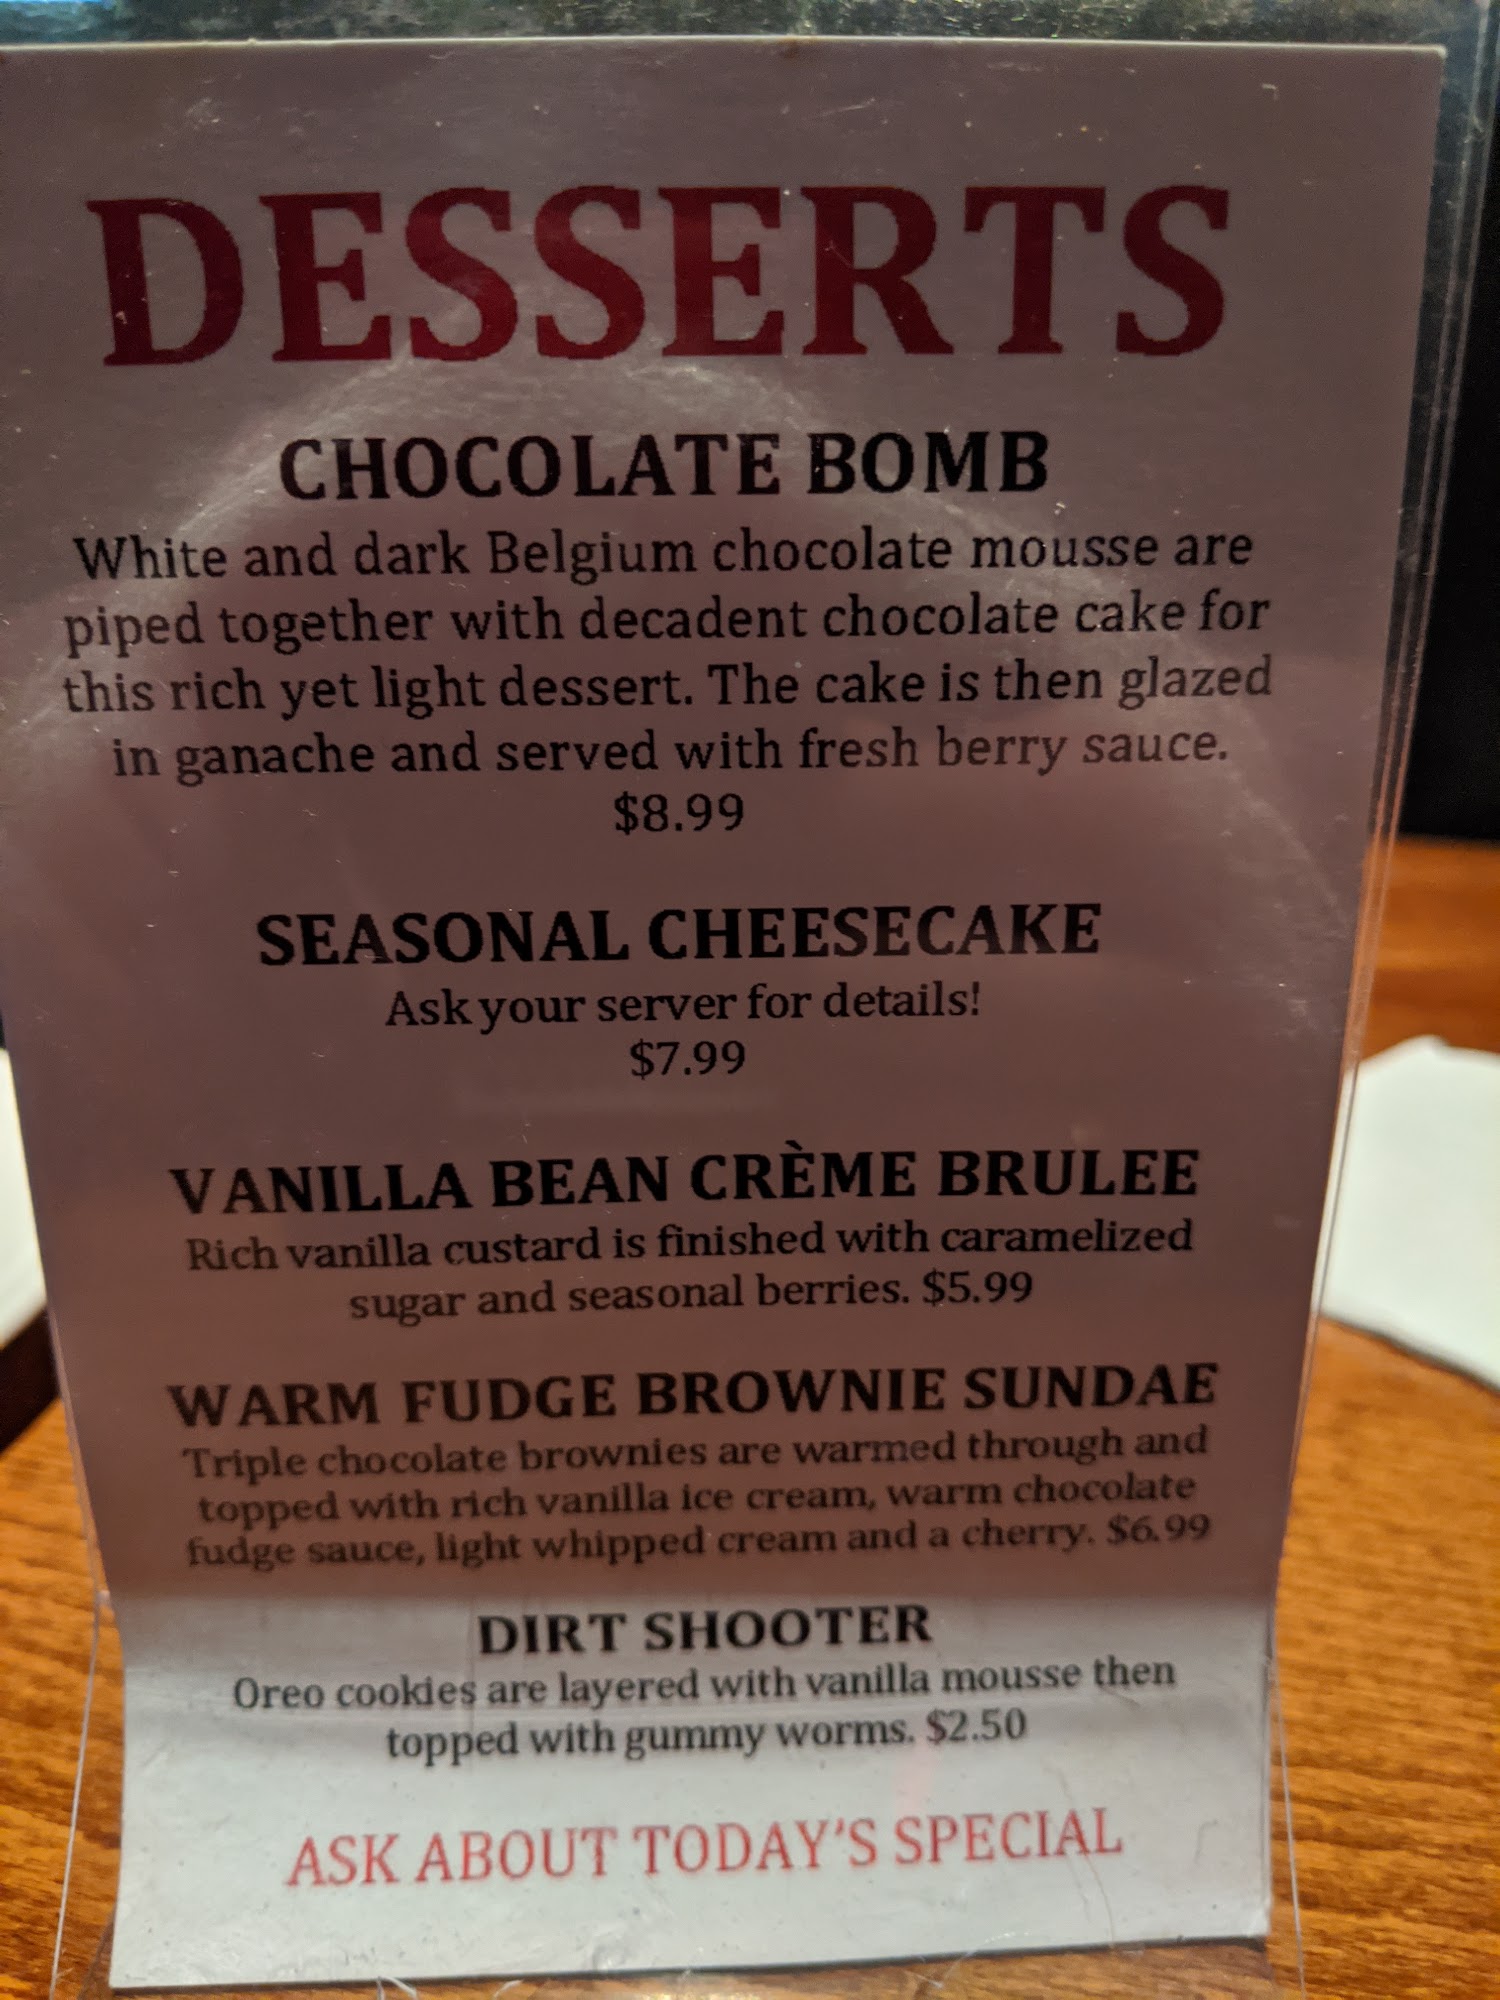 DESSERTS
CHOCOLATE BOMB
White and dark Belgium chocolate mousse are
piped together with decadent chocolate cake for
this rich yet light dessert. The cake is then glazed
in ganache and served with fresh berry sauce.
$8.99
SEASONAL CHEESECAKE
Ask your server for details!
$7.99
VANILLA BEAN CRÈME BRULEE
Rich vanilla custard is finished with caramelized
sugar and seasonal berries. $5.99
WARM FUDGE BROWNIE SUNDAE
Triple chocolate brownies are warmed through and
topped with rich vanilla ice cream, warm chocolate
fudge sauce, light whipped cream and a cherry. $6.99
DIRT SHOOTER
Oreo cookies are layered with vanilla mousse then
topped with gummy worms. $2.50
ASK ABOUT TODAY'S SPECIAL